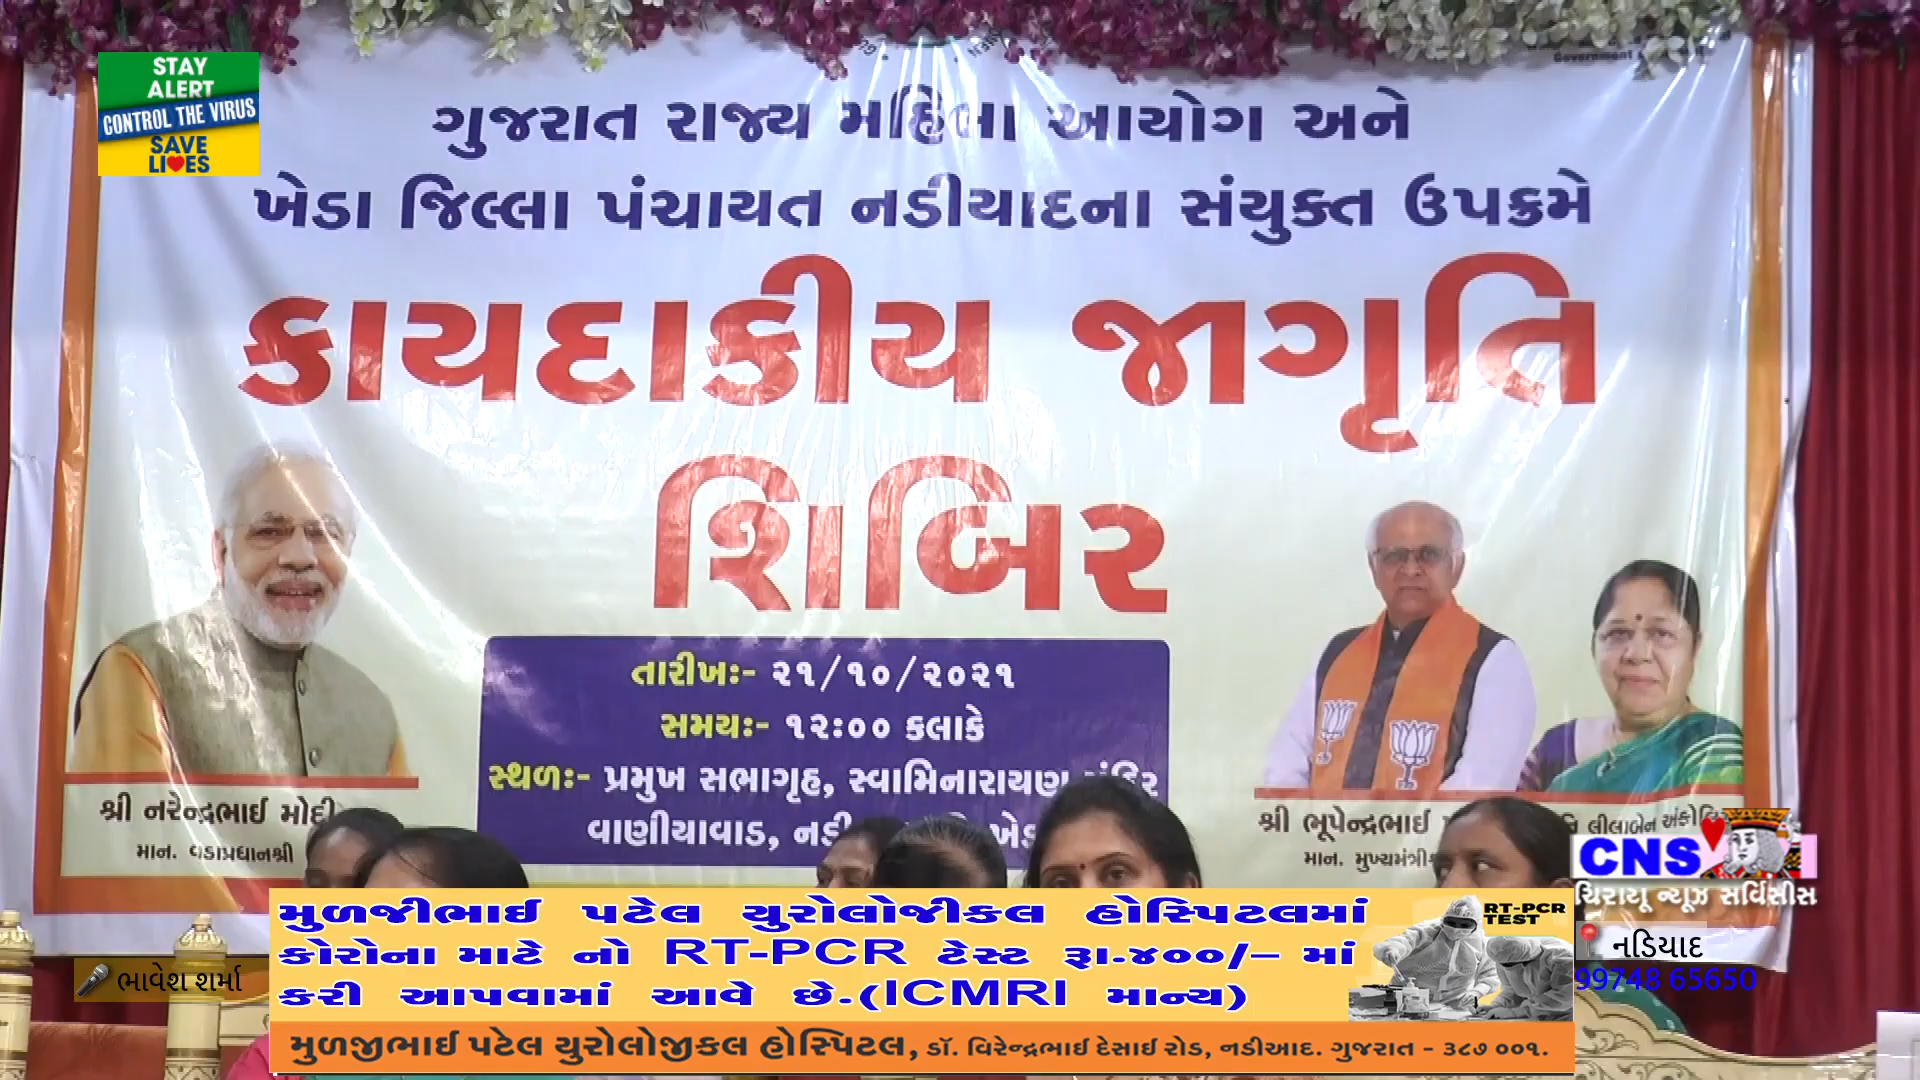 STAY
ALERT
CONTROL THE VIRUS
SAVE
LIVES
ગુજરાત રાજ્ય મહિલા આયોગ અને
ખેડા જિલ્લા પંચાયત નડીયાદના સંયુક્ત ઉપક્રમે
કાયદાકીય જાગૃતિ
શિબિર
તારીખઃ- ૨૧/૧૦/૨૦૨૧
સમયઃ- ૧૨ઃ૦૦ કલાકે
સ્થળઃ- પ્રમુખ સભાગૃહ, સ્વામિનારાયણ
વાણીયાવાડ,
શ્રી નરેન્દ્રભાઈ મોદી
માન. વડાપ્રધાનશ્રી
શ્રી ભૂપેન્દ્રભાઈ
માન.
લીલાબેન
CNS
ચિરાયૂ ન્યૂઝ સર્વિસીસ
નડિયાદ
99748 65650
ભાવેશ શર્મા
મુળજીભાઈ પટેલ યુરોલોજીકલ હોસ્પિટલમાં
કોરોના માટે નો RT-PCR ટેસ્ટ રૂા.૪૦૦/– માં
કરી આપવામાં આવે છે.(ICMRI માન્ય)
RT-PCR
TEST
મુળજીભાઈ પટેલ યુરોલોજીકલ હોસ્પિટલ, ડૉ. વિરેન્દ્રભાઈ દેસાઈ રોડ, નડીઆદ. ગુજરાત - ૩૮૭ ૦૦૧.